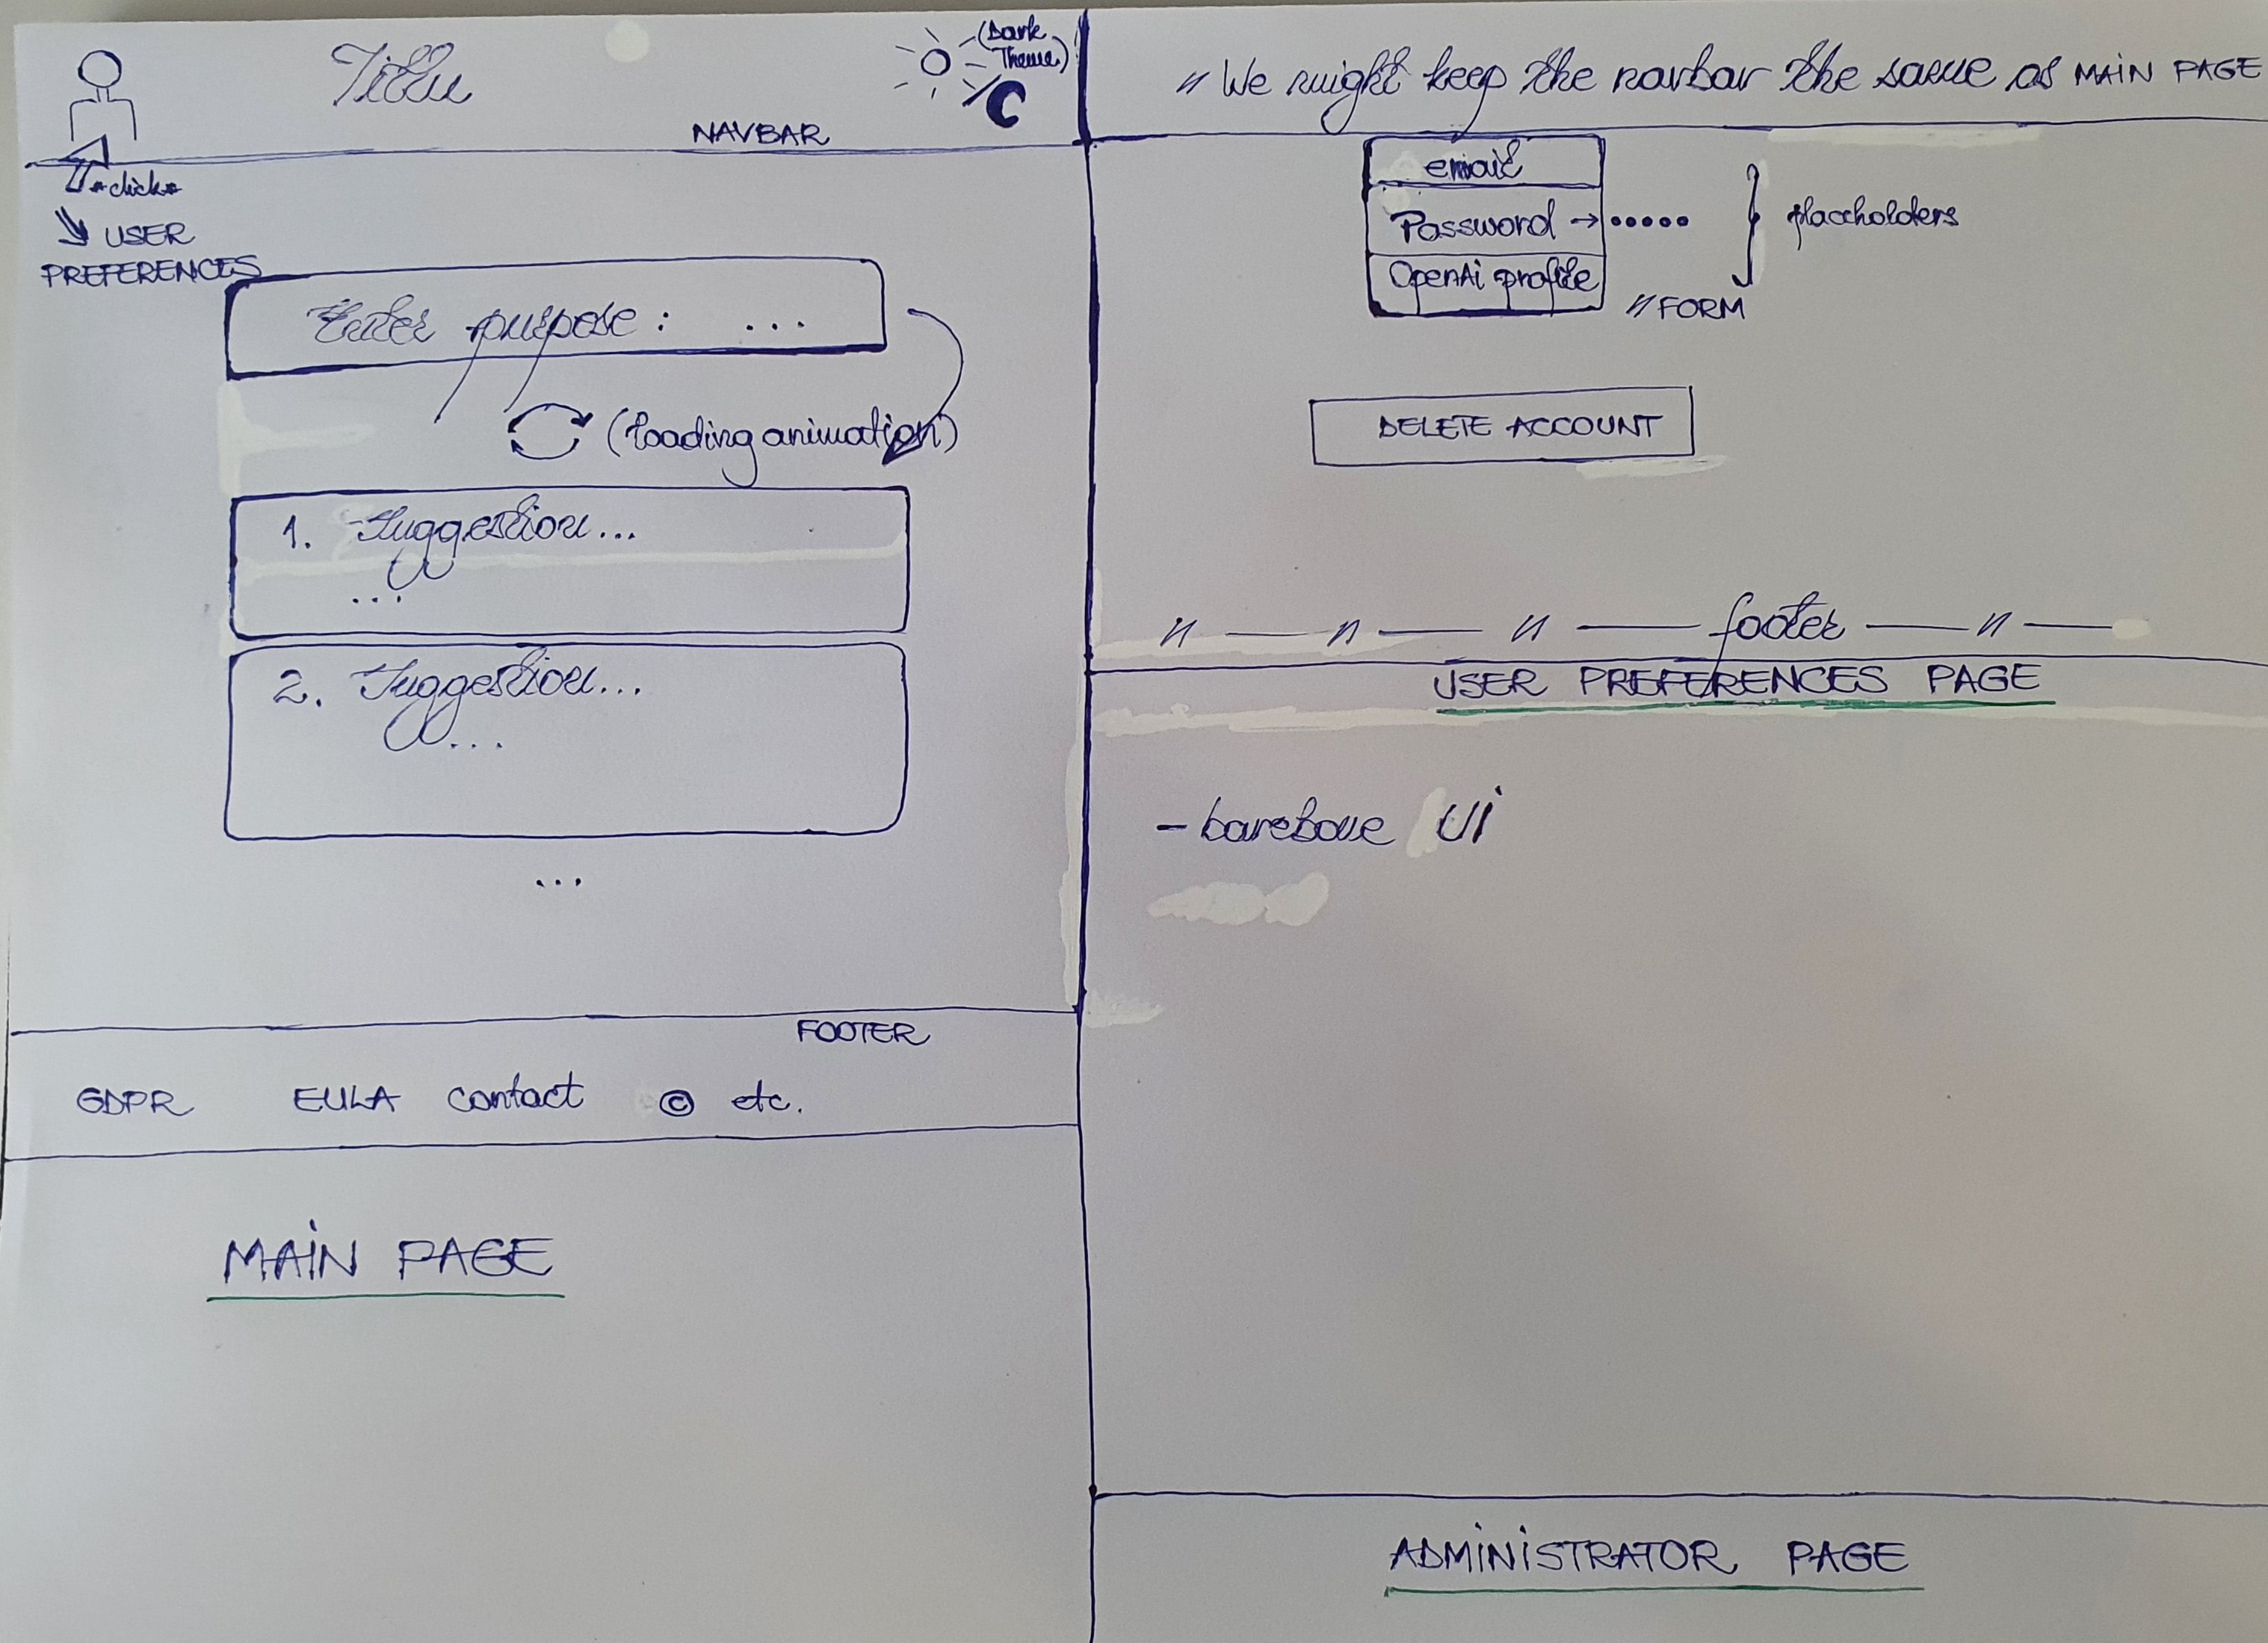 Titlu
(Dark
Theme)
NAVBAR
*click*
USER
PREFERENCES
Enter purpose: ...
(loading animation)
1. Suggestion...
...
2. Suggestion...
...
...
FOOTER
GDPR EULA contact © etc.
MAIN PAGE
// We might keep the navbar the same as MAIN PAGE
email
Password → •••••
OpenAi profile
placeholders
// FORM
DELETE ACCOUNT
// — // — // — footer — // —
USER PREFERENCES PAGE
- barebone Ui
ADMINISTRATOR PAGE